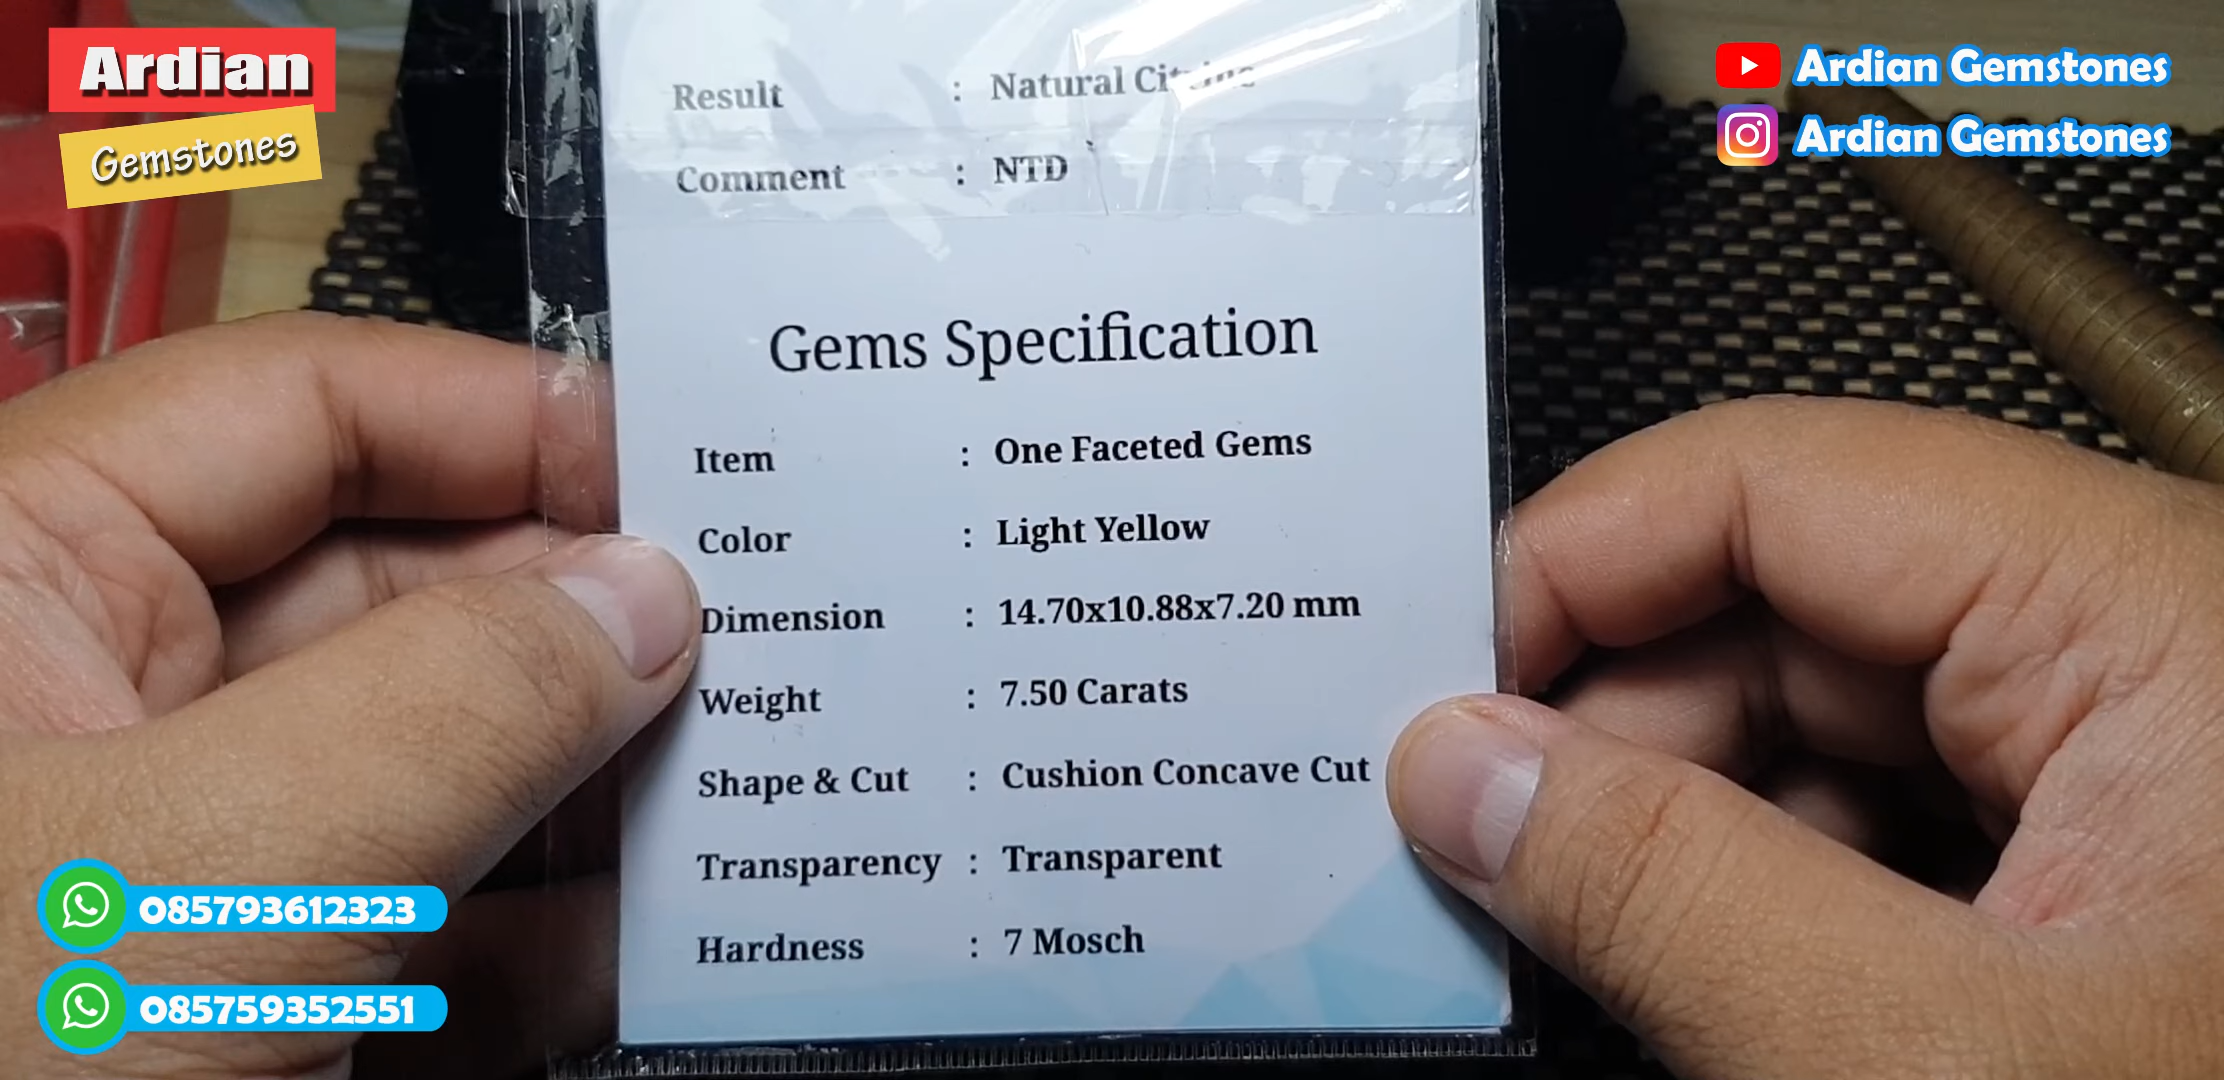 Ardian
Gemstones
Ardian Gemstones
Ardian Gemstones
Result : Natural Citrine
Comment : NTD
Gems Specification
Item : One Faceted Gems
Color : Light Yellow
Dimension : 14.70x10.88x7.20 mm
Weight : 7.50 Carats
Shape & Cut : Cushion Concave Cut
Transparency : Transparent
Hardness : 7 Mosch
085793612323
085759352551